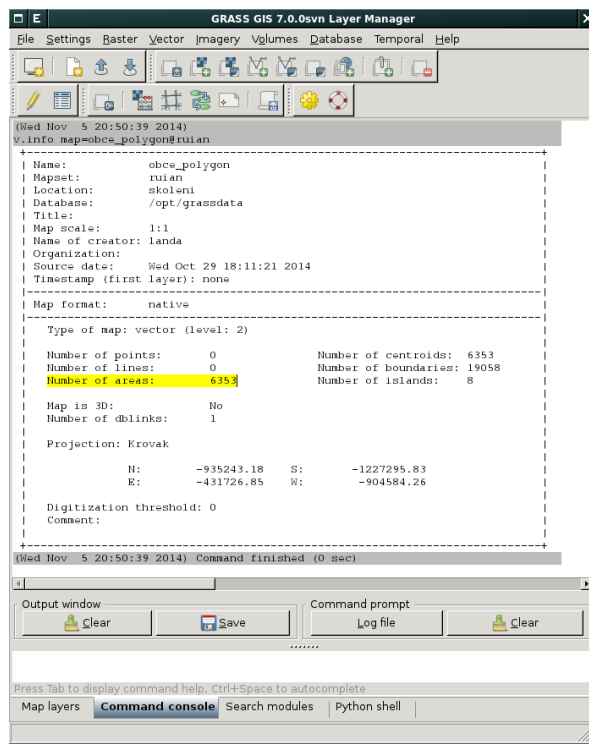 GRASS GIS 7.0.0svn Layer Manager
File Settings Raster Vector Imagery Volumes Database Temporal Help
(Wed Nov  5 20:50:39 2014)
v.info map=obce_polygon@ruian
Name: obce_polygon
Mapset: ruian
Location: skoleni
Database: /opt/grassdata
Title:
Map scale: 1:1
Name of creator: landa
Organization:
Source date: Wed Oct 29 18:11:21 2014
Timestamp (first layer): none
Map format: native
Type of map: vector (level: 2)
Number of points: 0 Number of centroids: 6353
Number of lines: 0 Number of boundaries: 19058
Number of areas: 6353 Number of islands: 8
Map is 3D: No
Number of dblinks: 1
Projection: Krovak
N: -935243.18 S: -1227295.83
E: -431726.85 W: -904584.26
Digitization threshold: 0
Comment:
(Wed Nov  5 20:50:39 2014) Command finished (0 sec)
Output window Command prompt
Clear Save Log file Clear
Press Tab to display command help, Ctrl+Space to autocomplete
Map layers Command console Search modules Python shell